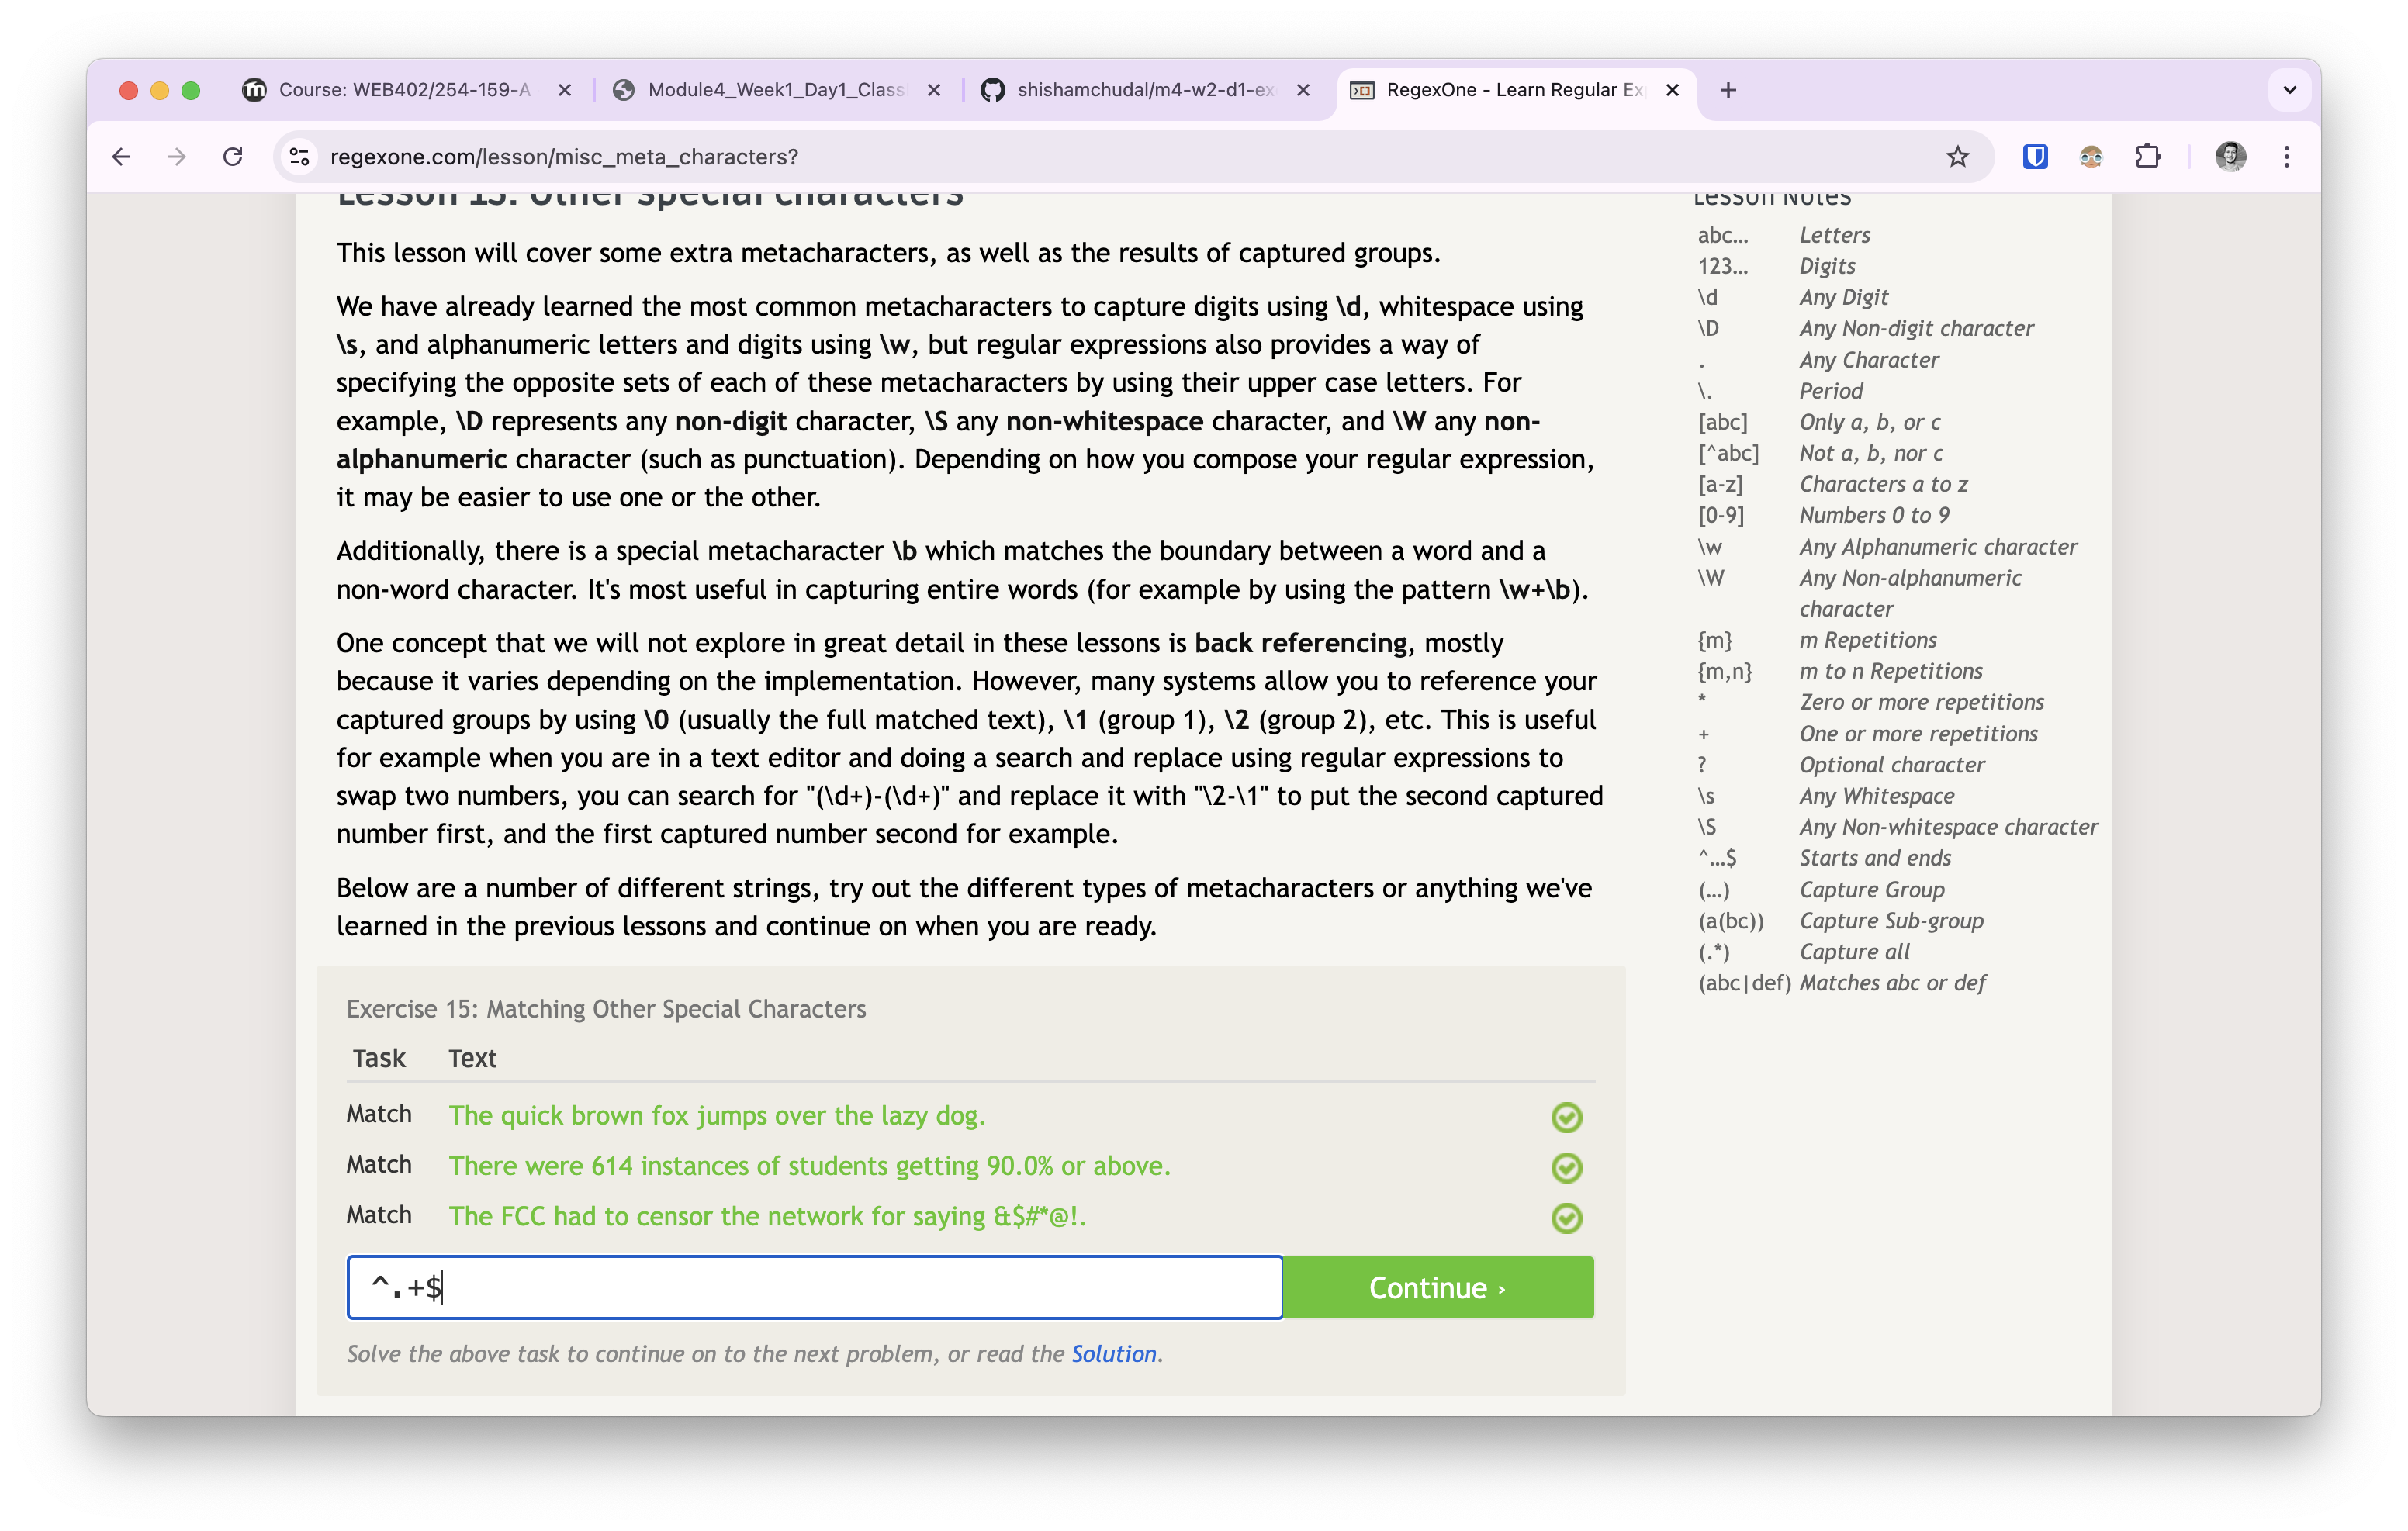 Course: WEB402/254-159-A
Module4_Week1_Day1_Class
shishamchudal/m4-w2-d1-ex
RegexOne - Learn Regular Ex
regexone.com/lesson/misc_meta_characters?
Lesson 15: Other special characters
This lesson will cover some extra metacharacters, as well as the results of captured groups.
We have already learned the most common metacharacters to capture digits using \d, whitespace using
\s, and alphanumeric letters and digits using \w, but regular expressions also provides a way of
specifying the opposite sets of each of these metacharacters by using their upper case letters. For
example, \D represents any non-digit character, \S any non-whitespace character, and \W any non-
alphanumeric character (such as punctuation). Depending on how you compose your regular expression,
it may be easier to use one or the other.
Additionally, there is a special metacharacter \b which matches the boundary between a word and a
non-word character. It's most useful in capturing entire words (for example by using the pattern \w+\b).
One concept that we will not explore in great detail in these lessons is back referencing, mostly
because it varies depending on the implementation. However, many systems allow you to reference your
captured groups by using \0 (usually the full matched text), \1 (group 1), \2 (group 2), etc. This is useful
for example when you are in a text editor and doing a search and replace using regular expressions to
swap two numbers, you can search for "(\d+)-(\d+)" and replace it with "\2-\1" to put the second captured
number first, and the first captured number second for example.
Below are a number of different strings, try out the different types of metacharacters or anything we've
learned in the previous lessons and continue on when you are ready.
Exercise 15: Matching Other Special Characters
Task Text
Match The quick brown fox jumps over the lazy dog.
Match There were 614 instances of students getting 90.0% or above.
Match The FCC had to censor the network for saying &$#*@!.
^.+$
Continue ›
Solve the above task to continue on to the next problem, or read the Solution.
Lesson Notes
abc… Letters
123… Digits
\d Any Digit
\D Any Non-digit character
. Any Character
\. Period
[abc] Only a, b, or c
[^abc] Not a, b, nor c
[a-z] Characters a to z
[0-9] Numbers 0 to 9
\w Any Alphanumeric character
\W Any Non-alphanumeric
character
{m} m Repetitions
{m,n} m to n Repetitions
* Zero or more repetitions
+ One or more repetitions
? Optional character
\s Any Whitespace
\S Any Non-whitespace character
^…$ Starts and ends
(…) Capture Group
(a(bc)) Capture Sub-group
(.*) Capture all
(abc|def) Matches abc or def